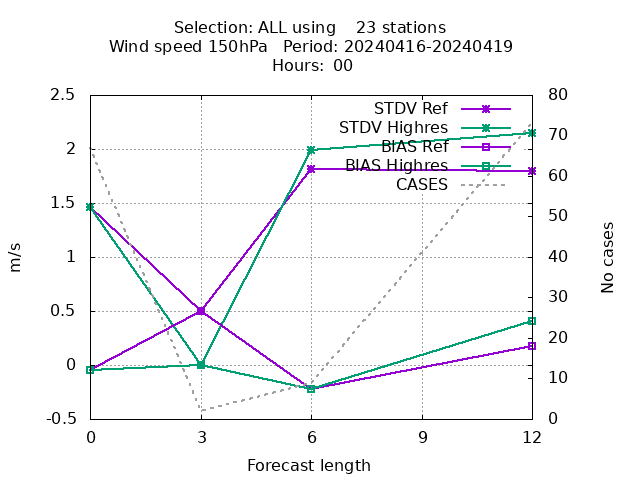 Selection: ALL using    23 stations
Wind speed 150hPa   Period: 20240416-20240419
Hours:  00
STDV Ref
STDV Highres
BIAS Ref
BIAS Highres
CASES
2.5
2
1.5
1
0.5
0
-0.5
m/s
80
70
60
50
40
30
20
10
0
No cases
0 3 6 9 12
Forecast length